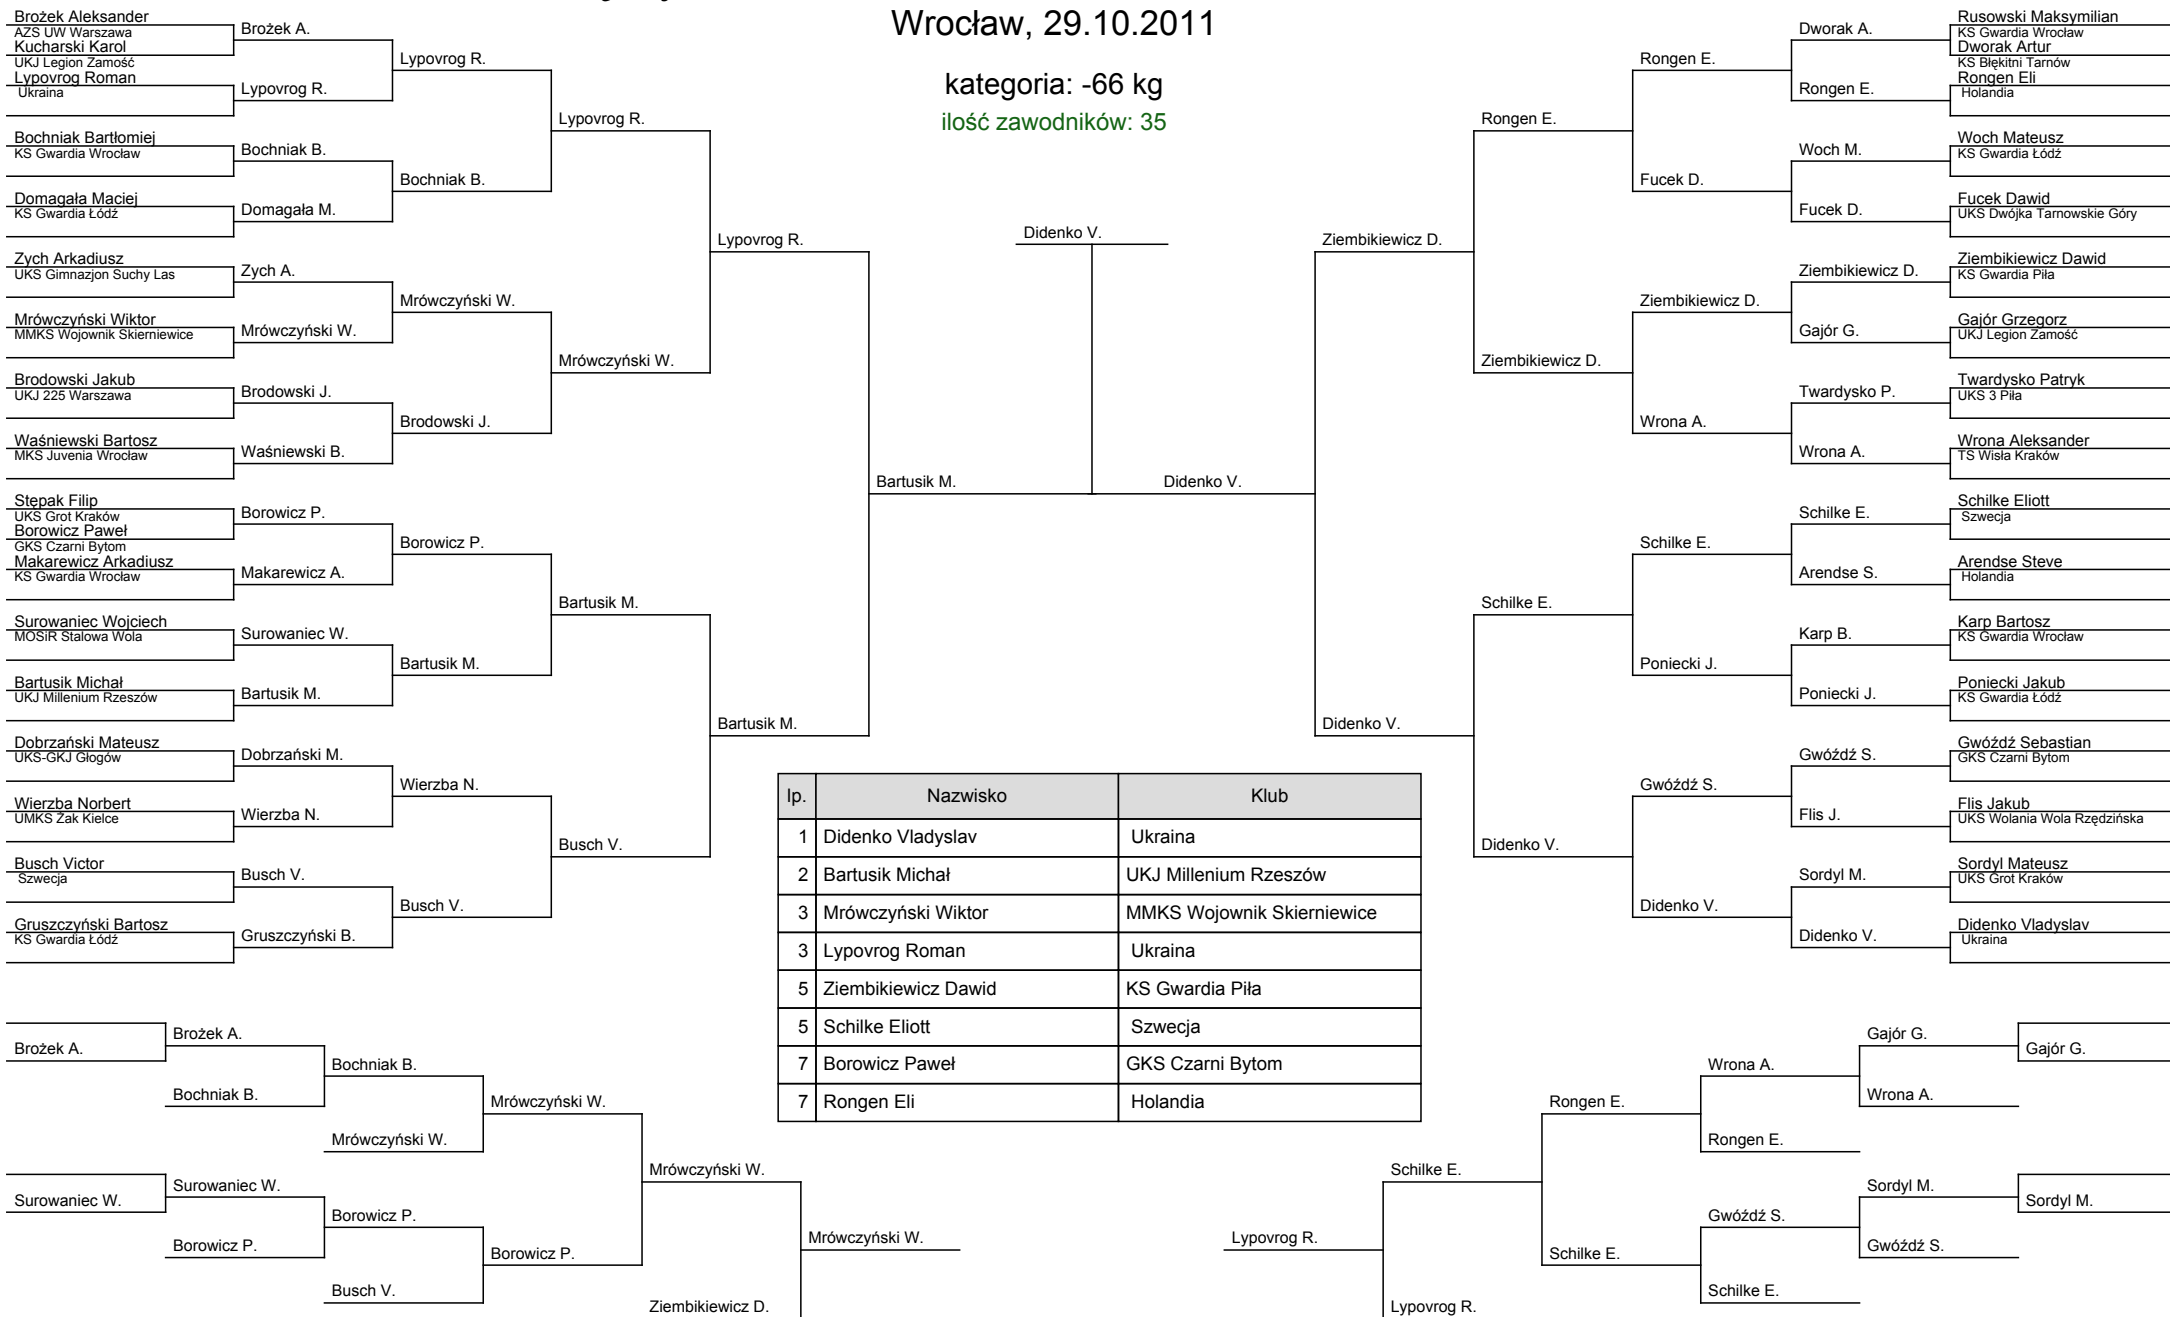 Wrocław, 29.10.2011
kategoria: -66 kg
ilość zawodników: 35
Brożek Aleksander
AZS UW Warszawa
Kucharski Karol
UKJ Legion Zamość
Lypovrog Roman
Ukraina
Bochniak Bartłomiej
KS Gwardia Wrocław
Domagała Maciej
KS Gwardia Łódź
Zych Arkadiusz
UKS Gimnazjon Suchy Las
Mrówczyński Wiktor
MMKS Wojownik Skierniewice
Brodowski Jakub
UKJ 225 Warszawa
Waśniewski Bartosz
MKS Juvenia Wrocław
Stępak Filip
UKS Grot Kraków
Borowicz Paweł
GKS Czarni Bytom
Makarewicz Arkadiusz
KS Gwardia Wrocław
Surowaniec Wojciech
MOSiR Stalowa Wola
Bartusik Michał
UKJ Millenium Rzeszów
Dobrzański Mateusz
UKS-GKJ Głogów
Wierzba Norbert
UMKS Żak Kielce
Busch Victor
Szwecja
Gruszczyński Bartosz
KS Gwardia Łódź
Brożek A.
Lypovrog R.
Bochniak B.
Domagała M.
Zych A.
Mrówczyński W.
Brodowski J.
Waśniewski B.
Borowicz P.
Makarewicz A.
Surowaniec W.
Bartusik M.
Dobrzański M.
Wierzba N.
Busch V.
Gruszczyński B.
Lypovrog R.
Bochniak B.
Mrówczyński W.
Brodowski J.
Borowicz P.
Bartusik M.
Wierzba N.
Busch V.
Lypovrog R.
Mrówczyński W.
Bartusik M.
Busch V.
Lypovrog R.
Bartusik M.
Bartusik M.
Didenko V.
Didenko V.
Ziembikiewicz D.
Didenko V.
Rongen E.
Ziembikiewicz D.
Schilke E.
Didenko V.
Rongen E.
Fucek D.
Ziembikiewicz D.
Wrona A.
Schilke E.
Poniecki J.
Gwóźdź S.
Didenko V.
Dworak A.
Rongen E.
Woch M.
Fucek D.
Ziembikiewicz D.
Gajór G.
Twardysko P.
Wrona A.
Schilke E.
Arendse S.
Karp B.
Poniecki J.
Gwóźdź S.
Flis J.
Sordyl M.
Didenko V.
Rusowski Maksymilian
KS Gwardia Wrocław
Dworak Artur
KS Błękitni Tarnów
Rongen Eli
Holandia
Woch Mateusz
KS Gwardia Łódź
Fucek Dawid
UKS Dwójka Tarnowskie Góry
Ziembikiewicz Dawid
KS Gwardia Piła
Gajór Grzegorz
UKJ Legion Zamość
Twardysko Patryk
UKS 3 Piła
Wrona Aleksander
TS Wisła Kraków
Schilke Eliott
Szwecja
Arendse Steve
Holandia
Karp Bartosz
KS Gwardia Wrocław
Poniecki Jakub
KS Gwardia Łódź
Gwóźdź Sebastian
GKS Czarni Bytom
Flis Jakub
UKS Wolania Wola Rzędzińska
Sordyl Mateusz
UKS Grot Kraków
Didenko Vladyslav
Ukraina
lp. Nazwisko Klub
1 Didenko Vladyslav Ukraina
2 Bartusik Michał UKJ Millenium Rzeszów
3 Mrówczyński Wiktor MMKS Wojownik Skierniewice
3 Lypovrog Roman Ukraina
5 Ziembikiewicz Dawid KS Gwardia Piła
5 Schilke Eliott Szwecja
7 Borowicz Paweł GKS Czarni Bytom
7 Rongen Eli Holandia
Brożek A.
Surowaniec W.
Brożek A.
Bochniak B.
Surowaniec W.
Borowicz P.
Bochniak B.
Mrówczyński W.
Borowicz P.
Busch V.
Mrówczyński W.
Borowicz P.
Mrówczyński W.
Ziembikiewicz D.
Mrówczyński W.
Lypovrog R.
Schilke E.
Lypovrog R.
Rongen E.
Schilke E.
Wrona A.
Rongen E.
Gwóźdź S.
Schilke E.
Gajór G.
Wrona A.
Sordyl M.
Gwóźdź S.
Gajór G.
Sordyl M.